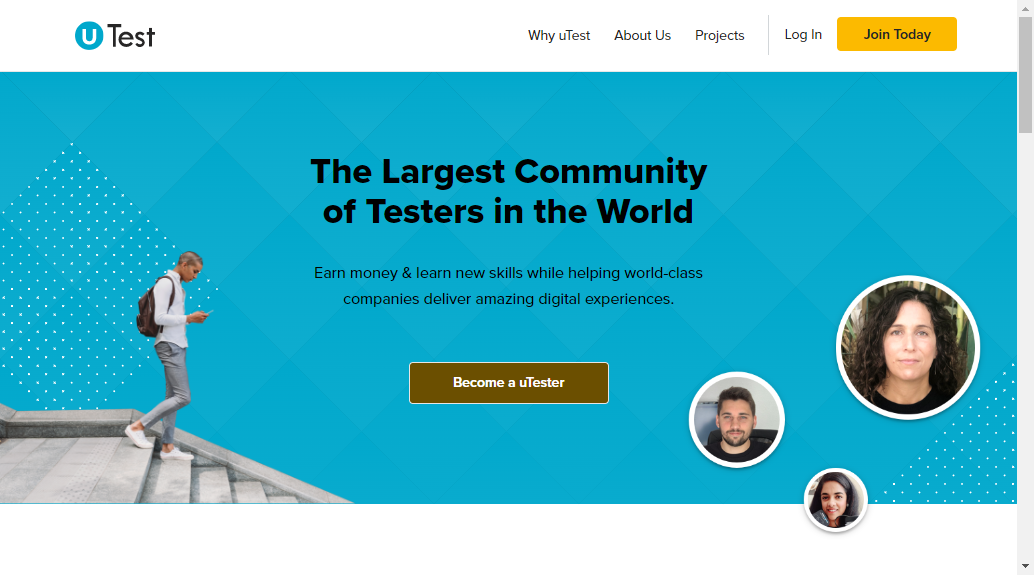 uTest
Why uTest
About Us
Projects
Log In
Join Today
The Largest Community
of Testers in the World
Earn money & learn new skills while helping world-class
companies deliver amazing digital experiences.
Become a uTester